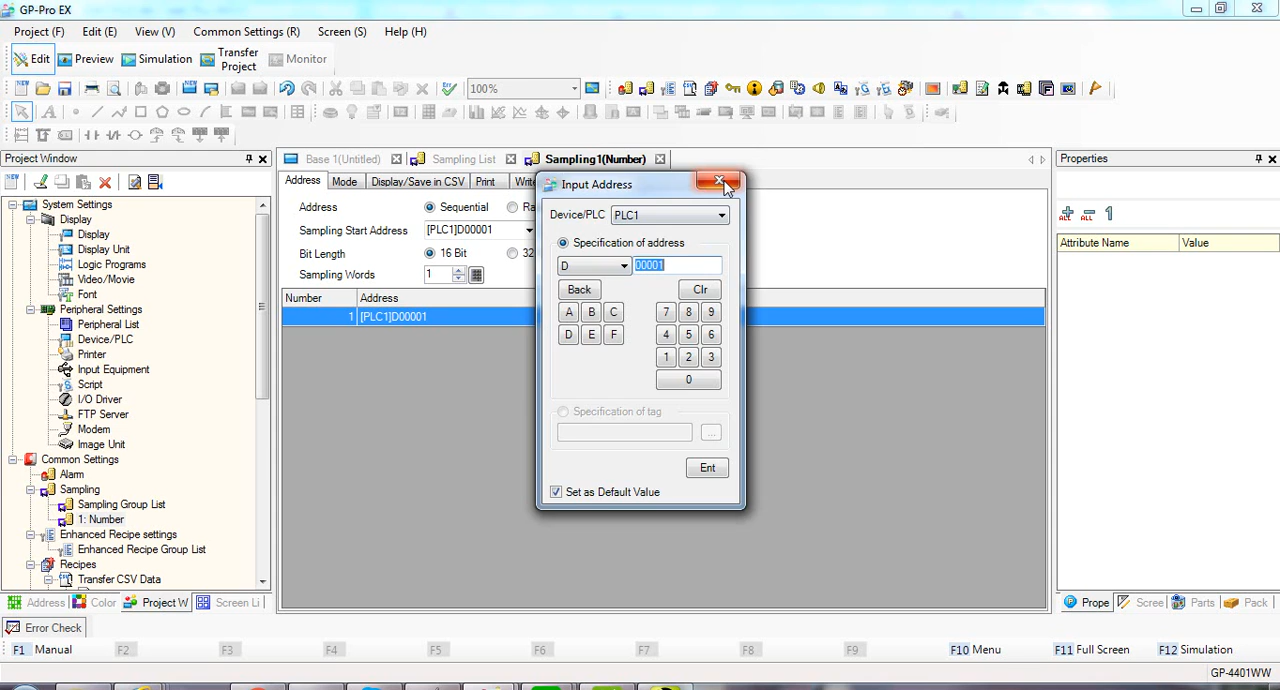 GP-Pro EX
Project (F) Edit (E) View (V) Common Settings (R) Screen (S) Help (H)
Edit Preview Simulation Transfer Project Monitor
100%
Project Window
System Settings
Display
Display
Display Unit
Logic Programs
Video/Movie
Font
Peripheral Settings
Peripheral List
Device/PLC
Printer
Input Equipment
Script
I/O Driver
FTP Server
Modem
Image Unit
Common Settings
Alarm
Sampling
Sampling Group List
1: Number
Enhanced Recipe settings
Enhanced Recipe Group List
Recipes
Transfer CSV Data
Address Color Project W Screen Li
Base 1(Untitled) Sampling List Sampling1(Number)
Address Mode Display/Save in CSV Print Writ
Address Sequential Ra
Sampling Start Address [PLC1]D00001
Bit Length 16 Bit 32
Sampling Words 1
Number Address
1 [PLC1]D00001
Input Address
Device/PLC PLC1
Specification of address
D 00001
Back Clr
A B C 7 8 9
D E F 4 5 6
1 2 3
0
Specification of tag
...
Ent
Set as Default Value
Properties
1
Attribute Name Value
Prope Scree Parts Pack
Error Check
F1 Manual F2 F3 F4 F5 F6 F7 F8 F9 F10 Menu F11 Full Screen F12 Simulation
GP-4401WW